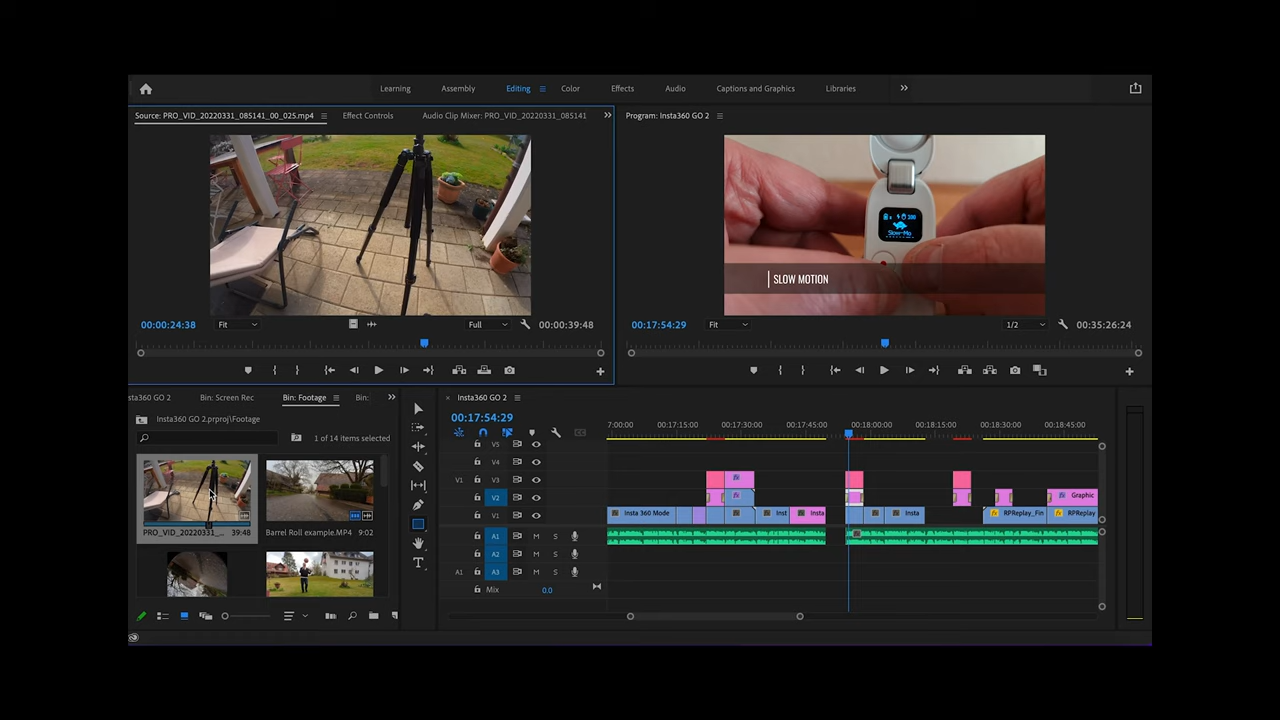 Learning Assembly Editing Color Effects Audio Captions and Graphics Libraries
Source: PRO_VID_20220331_085141_00_025.mp4 Effect Controls Audio Clip Mixer: PRO_VID_20220331_085141
Program: Insta360 GO 2
300
Slow-Mo
SLOW MOTION
00:00:24:38 Fit Full 00:00:39:48
00:17:54:29 Fit 1/2 00:35:26:24
sta360 GO 2 Bin: Screen Rec Bin: Footage Bin:
Insta360 GO 2.prproj\Footage
1 of 14 items selected
PRO_VID_20220331_... 39:48
Barrel Roll example.MP4 9:02
Insta360 GO 2
00:17:54:29
7:00:00 00:17:15:00 00:17:30:00 00:17:45:00 00:18:00:00 00:18:15:00 00:18:30:00 00:18:45:00
V5
V4
V1 V3
V2 Graphic
V1 Insta 360 Mode Inst Insta Insta RPReplay_Fin RPReplay
A1 M S
A2 M S
A1 A3 M S
Mix 0.0